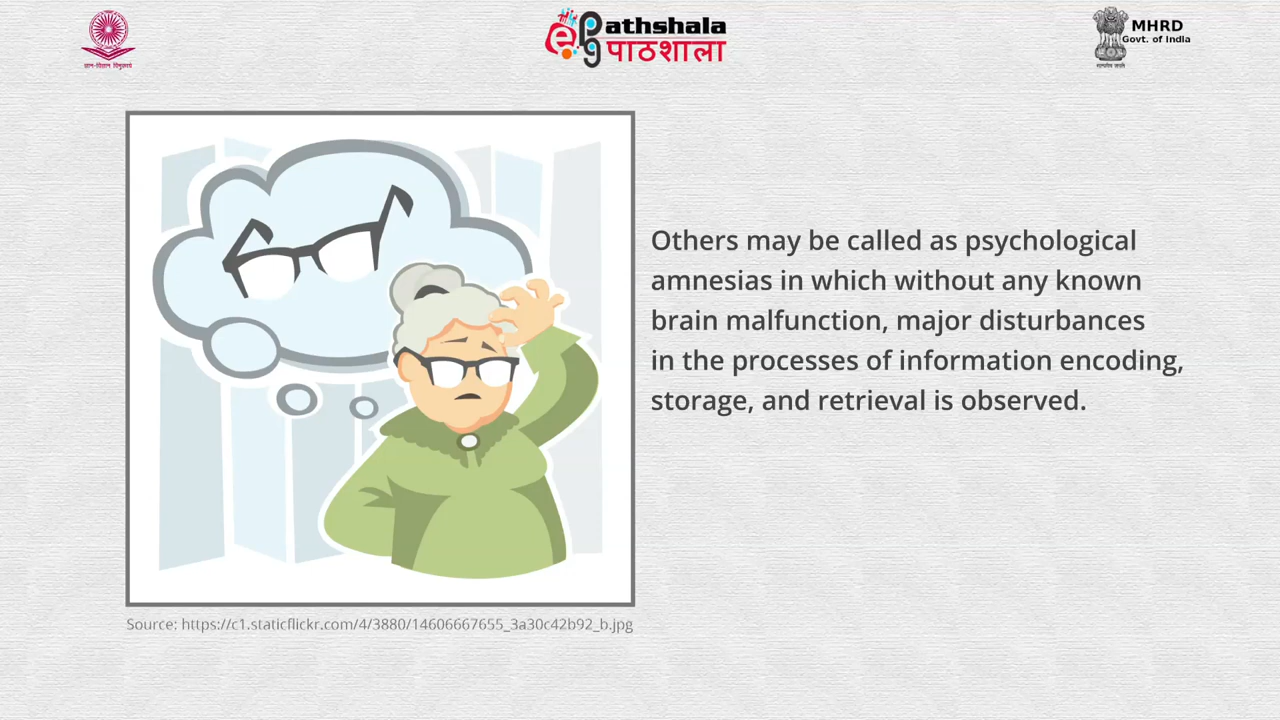 ePg Pathshala
पाठशाला
MHRD
Govt. of India
Others may be called as psychological
amnesias in which without any known
brain malfunction, major disturbances
in the processes of information encoding,
storage, and retrieval is observed.
Source: https://c1.staticflickr.com/4/3880/14606667655_3a30c42b92_b.jpg